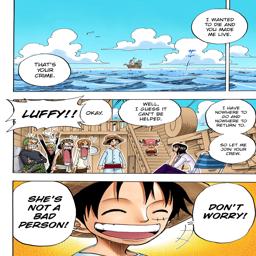 I WANTED
TO DIE AND YOU
MADE ME
LIVE.
THAT'S
YOUR
CRIME.
I HAVE
NOWHERE TO
GO AND
NOWHERE TO
RETURN TO.
SO LET ME
JOIN YOUR
CREW.
WELL,
I GUESS IT
CAN'T BE
HELPED.
OKAY.
LUFFY!!
DON'T
WORRY!
SHE'S
NOT A
BAD
PERSON!